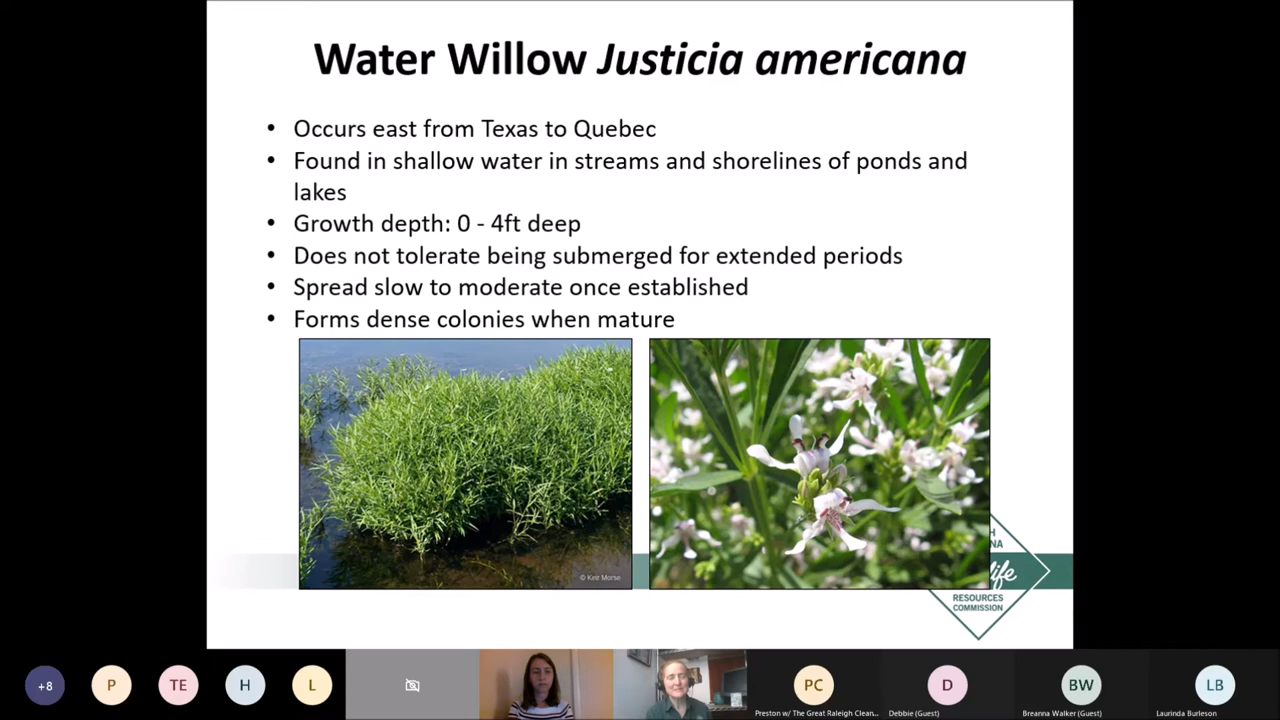 Water Willow Justicia americana
• Occurs east from Texas to Quebec
• Found in shallow water in streams and shorelines of ponds and
lakes
• Growth depth: 0 - 4ft deep
• Does not tolerate being submerged for extended periods
• Spread slow to moderate once established
• Forms dense colonies when mature
© Keir Morse
H
NA
life
RESOURCES
COMMISSION
+8
P
TE
H
L
PC
D
BW
LB
Preston w/ The Great Raleigh Clean...
Debbie (Guest)
Breanna Walker (Guest)
Laurinda Burleson